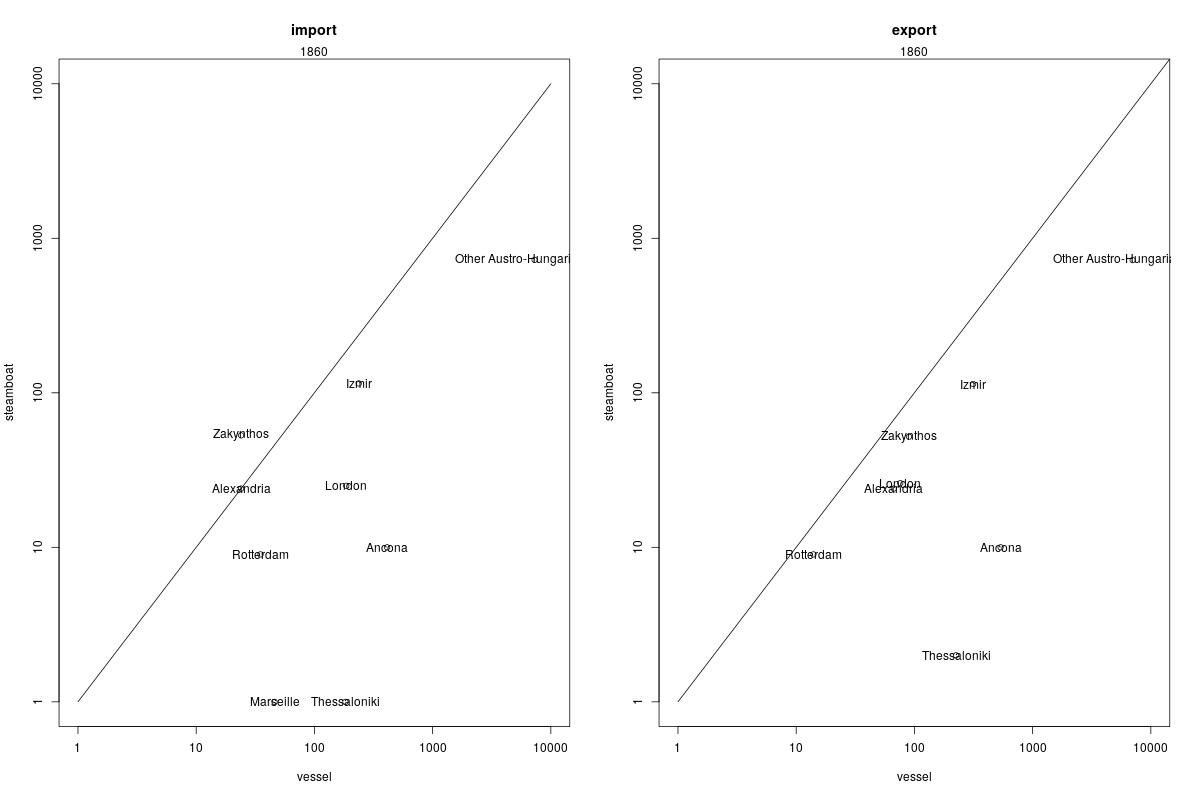 import
1860
10000
1000
100
10
1
steamboat
Other Austro-Hungari
Izmir
Zakynthos
Alexandria
London
Rotterdam
Ancona
Marseille
Thessaloniki
1 10 100 1000 10000
vessel
export
1860
10000
1000
100
10
1
steamboat
Other Austro-Hungaria
Izmir
Zakynthos
London
Alexandria
Rotterdam
Ancona
Thessaloniki
1 10 100 1000 10000
vessel